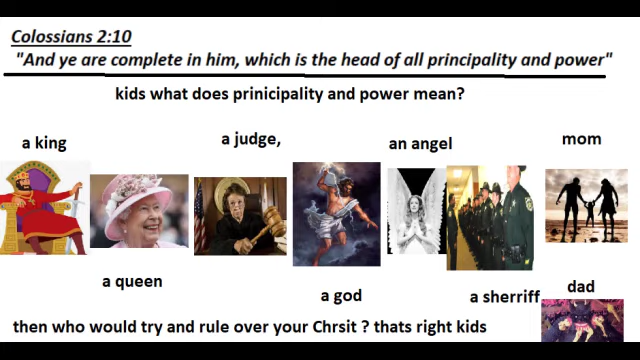 Colossians 2:10
"And ye are complete in him, which is the head of all principality and power"
kids what does prinicipality and power mean?
a king
a judge,
an angel
mom
a queen
a god
a sherriff
dad
then who would try and rule over your Chrsit ? thats right kids